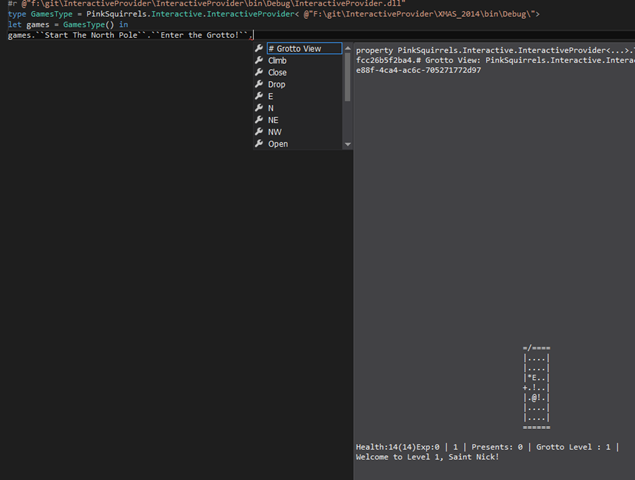 #r @"f:\git\InteractiveProvider\InteractiveProvider\bin\Debug\InteractiveProvider.dll"
type GamesType = PinkSquirrels.Interactive.InteractiveProvider< @"F:\git\InteractiveProvider\XMAS_2014\bin\Debug\">
let games = GamesType() in
games.``Start The North Pole``.``Enter the Grotto!``.
# Grotto View
Climb
Close
Drop
E
N
NE
NW
Open
property PinkSquirrels.Interactive.InteractiveProvider<...>.
fcc26b5f2ba4.# Grotto View: PinkSquirrels.Interactive.Intera
e88f-4ca4-ac6c-705271772d97
=/====
|....|
|....|
|*E..|
+.!..|
|.@!.|
|....|
|....|
======
Health:14(14)Exp:0 | 1 | Presents: 0 | Grotto Level : 1 |
Welcome to Level 1, Saint Nick!